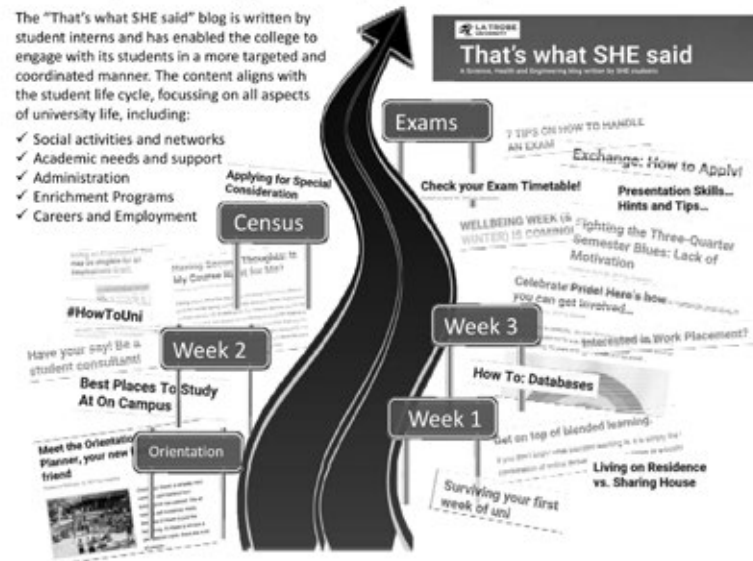 The “That’s what SHE said” blog is written by
student interns and has enabled the college to
engage with its students in a more targeted and
coordinated manner. The content aligns with
the student life cycle, focussing on all aspects
of university life, including:
✓ Social activities and networks
✓ Academic needs and support
✓ Administration
✓ Enrichment Programs
✓ Careers and Employment
LA TROBE
UNIVERSITY
That’s what SHE said
A Science, Health and Engineering blog written by SHE students
Exams
7 TIPS ON HOW TO HANDLE
AN EXAM
Exchange: How to Apply!
Check your Exam Timetable!
Presentation Skills...
Hints and Tips...
WELLBEING WEEK (&
WINTER) IS COMING
Fighting the Three-Quarter
Semester Blues: Lack of
Motivation
Celebrate Pride! Here's how
you can get involved...
Applying for Special
Consideration
Census
Having Second Thoughts: Is
My Course Right for Me?
#HowToUni
Have your say! Be a
student consultant!
Week 2
Week 3
Interested in Work Placement?
Best Places To Study
At On Campus
How To: Databases
Week 1
Get on top of blended learning.
Meet the Orientation
Planner, your new
friend
Orientation
Living on Residence
vs. Sharing House
Surviving your first
week of uni